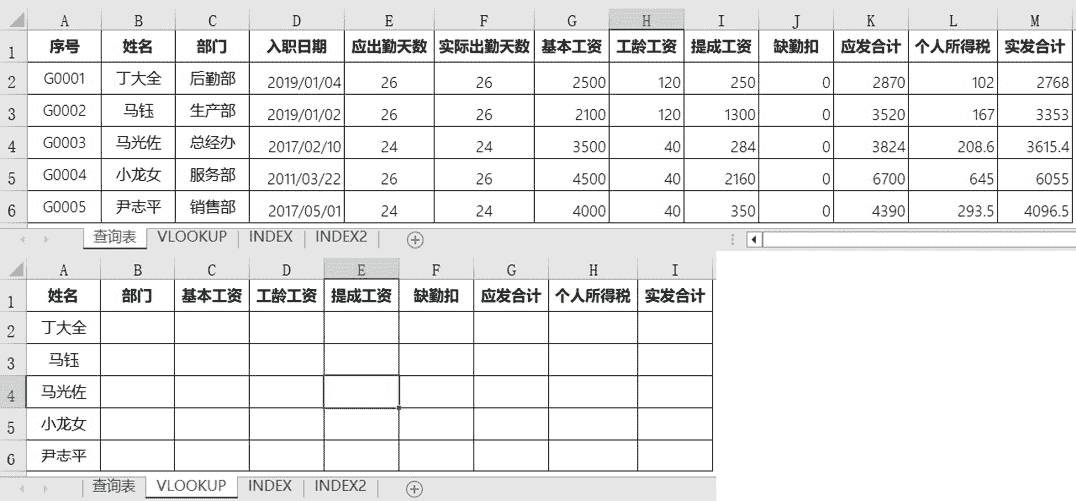 A B C D E F G H I J K L M
1 序号 姓名 部门 入职日期 应出勤天数 实际出勤天数 基本工资 工龄工资 提成工资 缺勤扣 应发合计 个人所得税 实发合计
2 G0001 丁大全 后勤部 2019/01/04 26 26 2500 120 250 0 2870 102 2768
3 G0002 马钰 生产部 2019/01/02 26 26 2100 120 1300 0 3520 167 3353
4 G0003 马光佐 总经办 2017/02/10 24 24 3500 40 284 0 3824 208.6 3615.4
5 G0004 小龙女 服务部 2011/03/22 26 26 4500 40 2160 0 6700 645 6055
6 G0005 尹志平 销售部 2017/05/01 24 24 4000 40 350 0 4390 293.5 4096.5
查询表 VLOOKUP INDEX INDEX2
A B C D E F G H I
1 姓名 部门 基本工资 工龄工资 提成工资 缺勤扣 应发合计 个人所得税 实发合计
2 丁大全
3 马钰
4 马光佐
5 小龙女
6 尹志平
查询表 VLOOKUP INDEX INDEX2